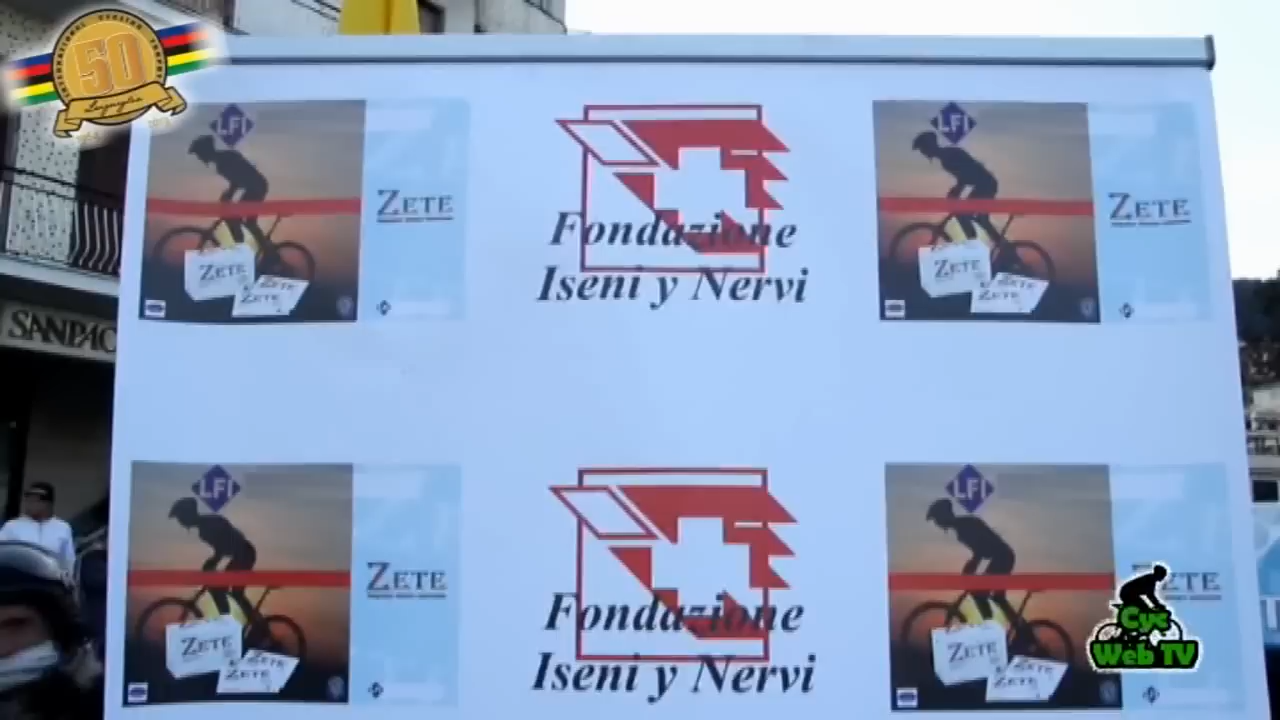 50
Laigueglia
LFI
ZETE
ZETE
ZETE
Fondazione
Iseni y Nervi
LFI
ZETE
ZETE
ZETE
SANPAO
LFI
ZETE
ZETE
ZETE
Fondazione
Iseni y Nervi
LFI
ZETE
ZETE
ZETE
Cyc
Web TV